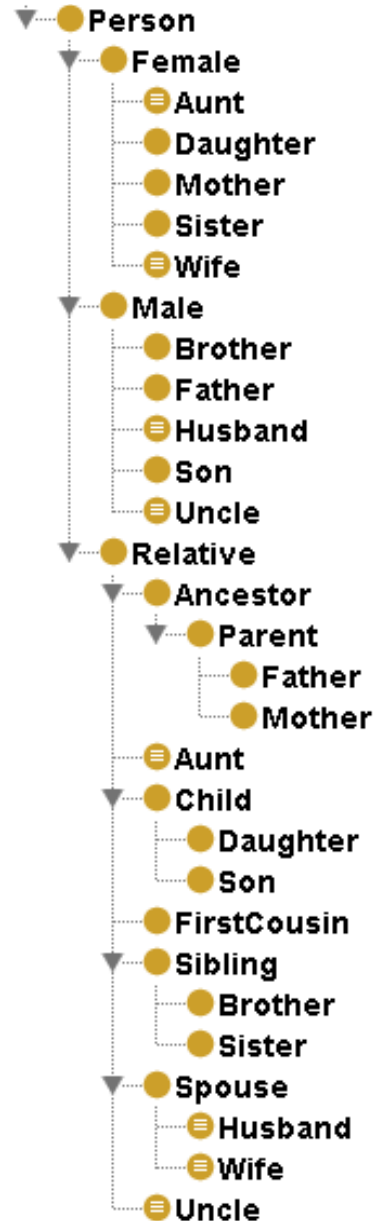 Person
Female
Aunt
Daughter
Mother
Sister
Wife
Male
Brother
Father
Husband
Son
Uncle
Relative
Ancestor
Parent
Father
Mother
Aunt
Child
Daughter
Son
FirstCousin
Sibling
Brother
Sister
Spouse
Husband
Wife
Uncle